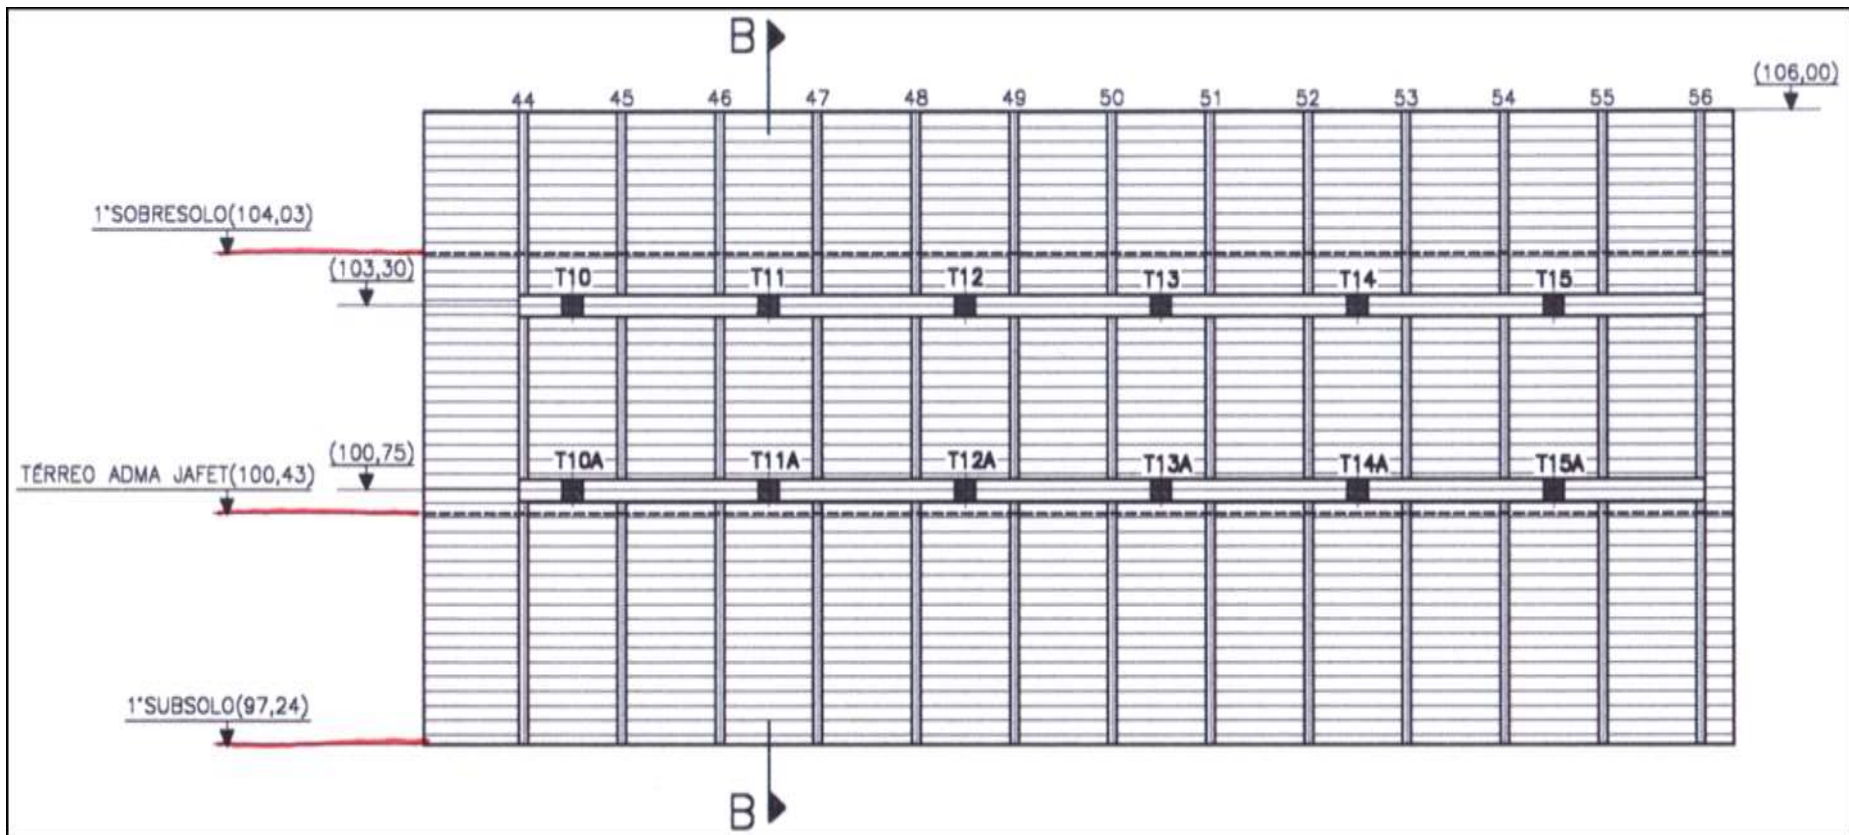 B
(106,00)
44 45 46 47 48 49 50 51 52 53 54 55 56
1°SOBRESOLO(104,03)
(103,30)
T10 T11 T12 T13 T14 T15
(100,75)
T10A T11A T12A T13A T14A T15A
TÉRREO ADMA JAFET(100,43)
1°SUBSOLO(97,24)
B